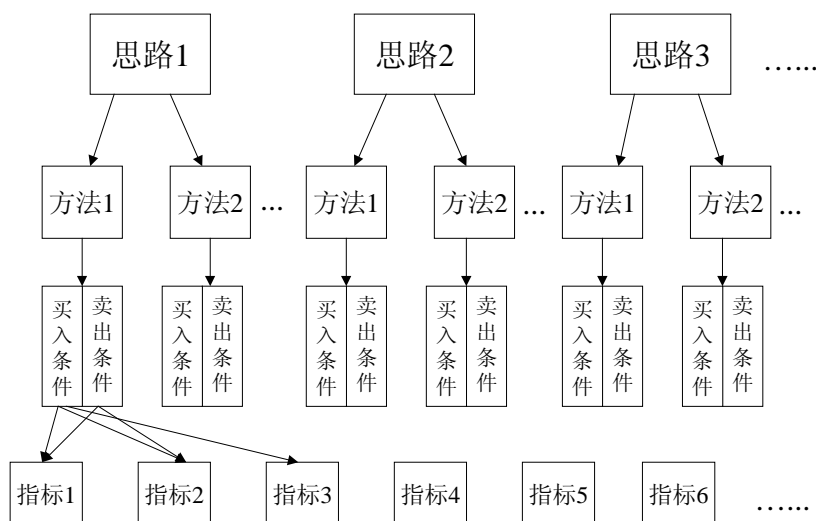 思路1 思路2 思路3 …...
方法1 方法2 ... 方法1 方法2 ... 方法1 方法2 ...
买入条件 卖出条件 买入条件 卖出条件 买入条件 卖出条件 买入条件 卖出条件 买入条件 卖出条件 买入条件 卖出条件
指标1 指标2 指标3 指标4 指标5 指标6 …...